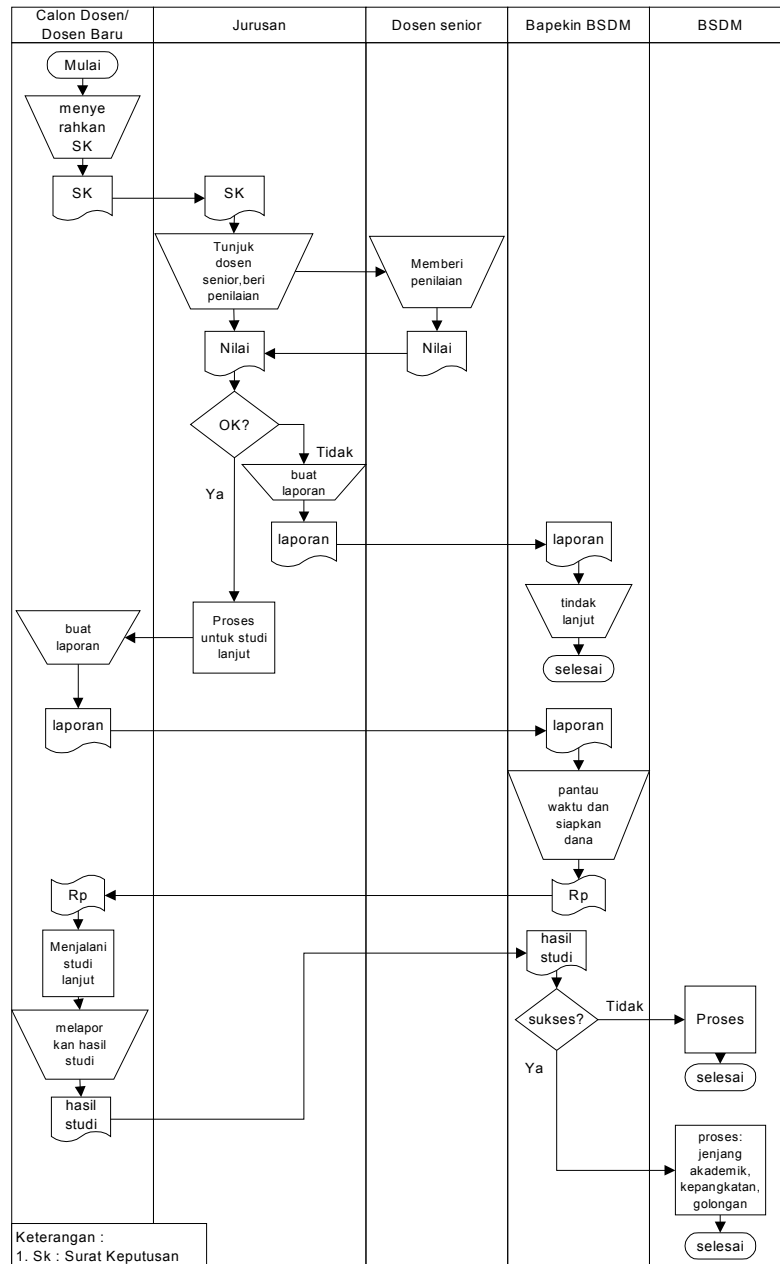 Calon Dosen/
Dosen Baru
Jurusan
Dosen senior
Bapekin BSDM
BSDM
Mulai
menye
rahkan
SK
SK
SK
Tunjuk
dosen
senior,beri
penilaian
Memberi
penilaian
Nilai
Nilai
OK?
Tidak
Ya
buat
laporan
laporan
laporan
tindak
lanjut
selesai
Proses
untuk studi
lanjut
buat
laporan
laporan
laporan
pantau
waktu dan
siapkan
dana
Rp
Rp
Menjalani
studi
lanjut
hasil
studi
sukses?
Tidak
Proses
Ya
selesai
melapor
kan hasil
studi
hasil
studi
proses:
jenjang
akademik,
kepangkatan,
golongan
selesai
Keterangan :
1. Sk : Surat Keputusan